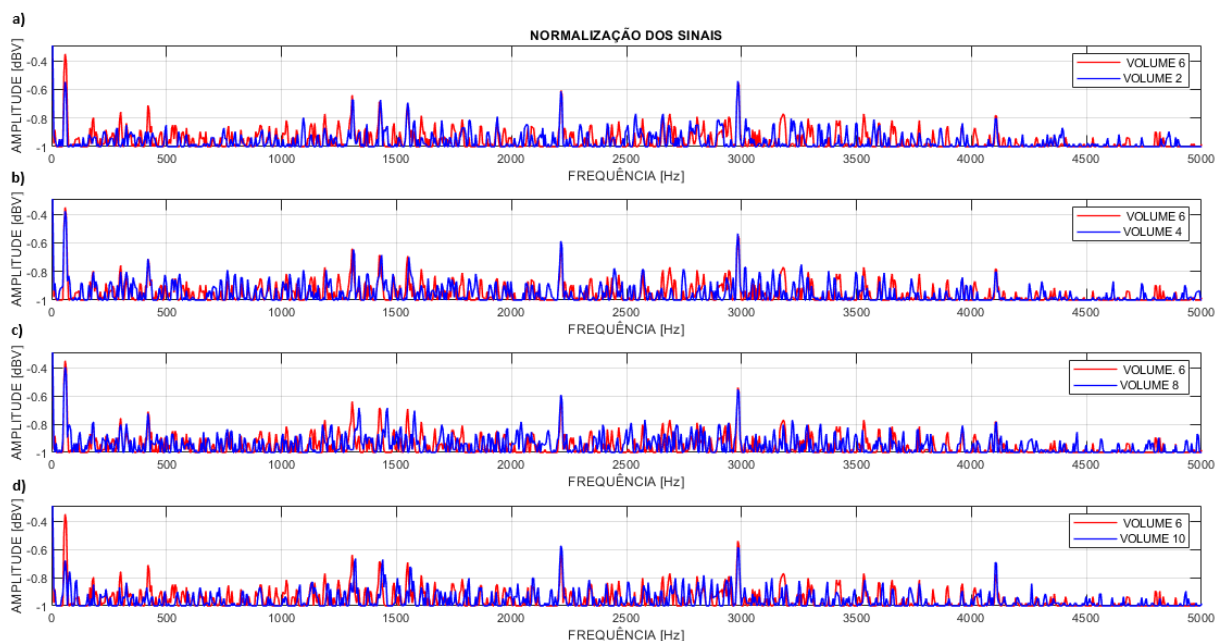 a)
NORMALIZAÇÃO DOS SINAIS
AMPLITUDE [dBV]
-0.4
-0.6
-0.8
-1
VOLUME 6
VOLUME 2
0 500 1000 1500 2000 2500 3000 3500 4000 4500 5000
FREQUÊNCIA [Hz]
b)
AMPLITUDE [dBV]
-0.4
-0.6
-0.8
-1
VOLUME 6
VOLUME 4
0 500 1000 1500 2000 2500 3000 3500 4000 4500 5000
FREQUÊNCIA [Hz]
c)
AMPLITUDE [dBV]
-0.4
-0.6
-0.8
-1
VOLUME. 6
VOLUME 8
0 500 1000 1500 2000 2500 3000 3500 4000 4500 5000
FREQUÊNCIA [Hz]
d)
AMPLITUDE [dBV]
-0.4
-0.6
-0.8
-1
VOLUME 6
VOLUME 10
0 500 1000 1500 2000 2500 3000 3500 4000 4500 5000
FREQUÊNCIA [Hz]